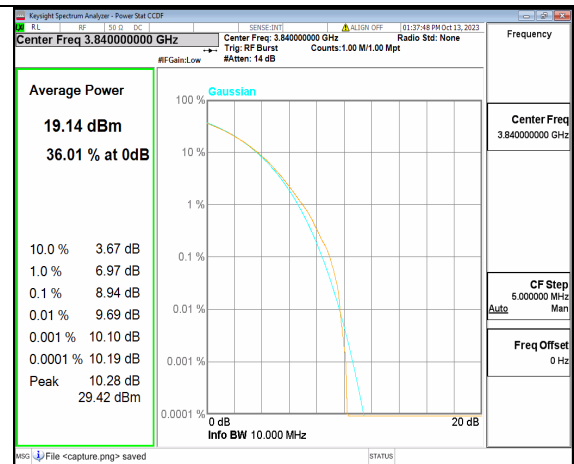 Keysight Spectrum Analyzer - Power Stat CCDF
RL RF 50 Ω DC SENSE:INT ALIGN OFF 01:37:48 PM Oct 13, 2023
Center Freq 3.840000000 GHz
Center Freq: 3.840000000 GHz Radio Std: None
Trig: RF Burst Counts:1.00 M/1.00 Mpt
#IFGain:Low #Atten: 14 dB
Frequency
Average Power
19.14 dBm
36.01 % at 0dB
10.0 % 3.67 dB
1.0 % 6.97 dB
0.1 % 8.94 dB
0.01 % 9.69 dB
0.001 % 10.10 dB
0.0001 % 10.19 dB
Peak 10.28 dB
29.42 dBm
Gaussian
100 %
10 %
1 %
0.1 %
0.01 %
0.001 %
0.0001 %
0 dB 20 dB
Info BW 10.000 MHz
Center Freq
3.840000000 GHz
CF Step
5.000000 MHz
Auto Man
Freq Offset
0 Hz
MSG File <capture.png> saved STATUS